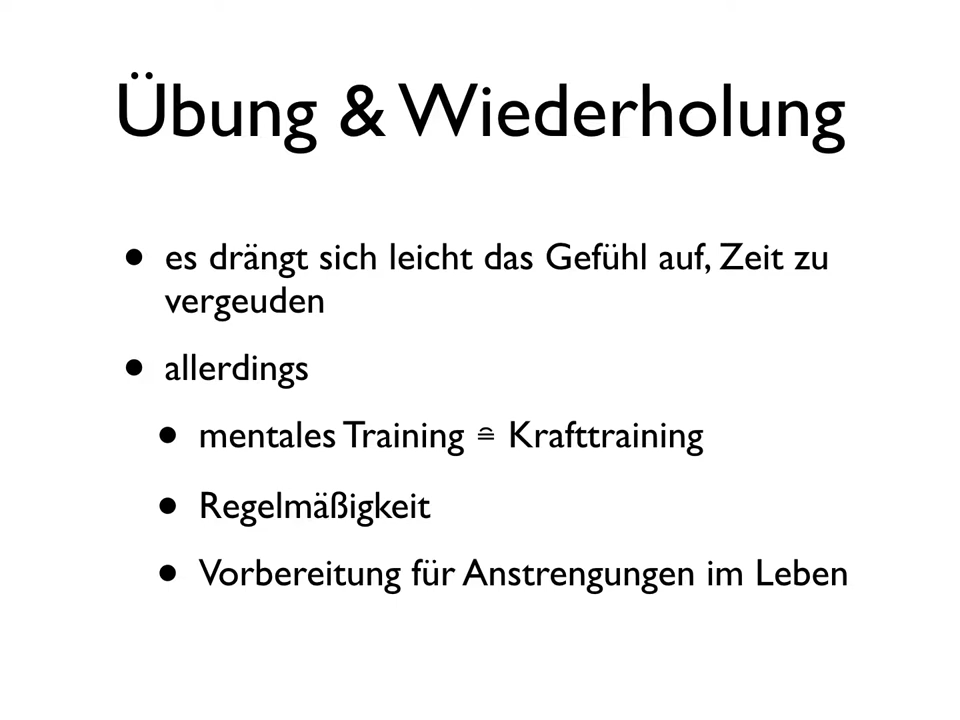 Übung & Wiederholung
• es drängt sich leicht das Gefühl auf, Zeit zu
vergeuden
• allerdings
• mentales Training ≘ Krafttraining
• Regelmäßigkeit
• Vorbereitung für Anstrengungen im Leben